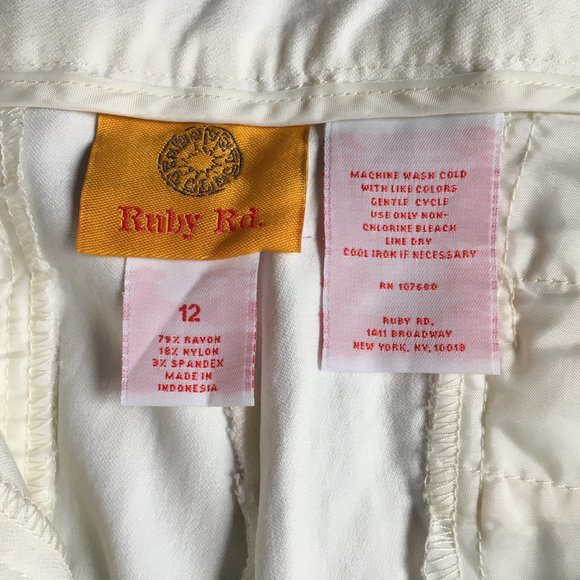 Ruby Rd.
12
79% RAYON
18% NYLON
3% SPANDEX
MADE IN
INDONESIA
MACHINE WASH COLD
WITH LIKE COLORS
GENTLE CYCLE
USE ONLY NON-
CHLORINE BLEACH
LINE DRY
COOL IRON IF NECESSARY
RN 107680
RUBY RD.
1411 BROADWAY
NEW YORK, NY, 10018